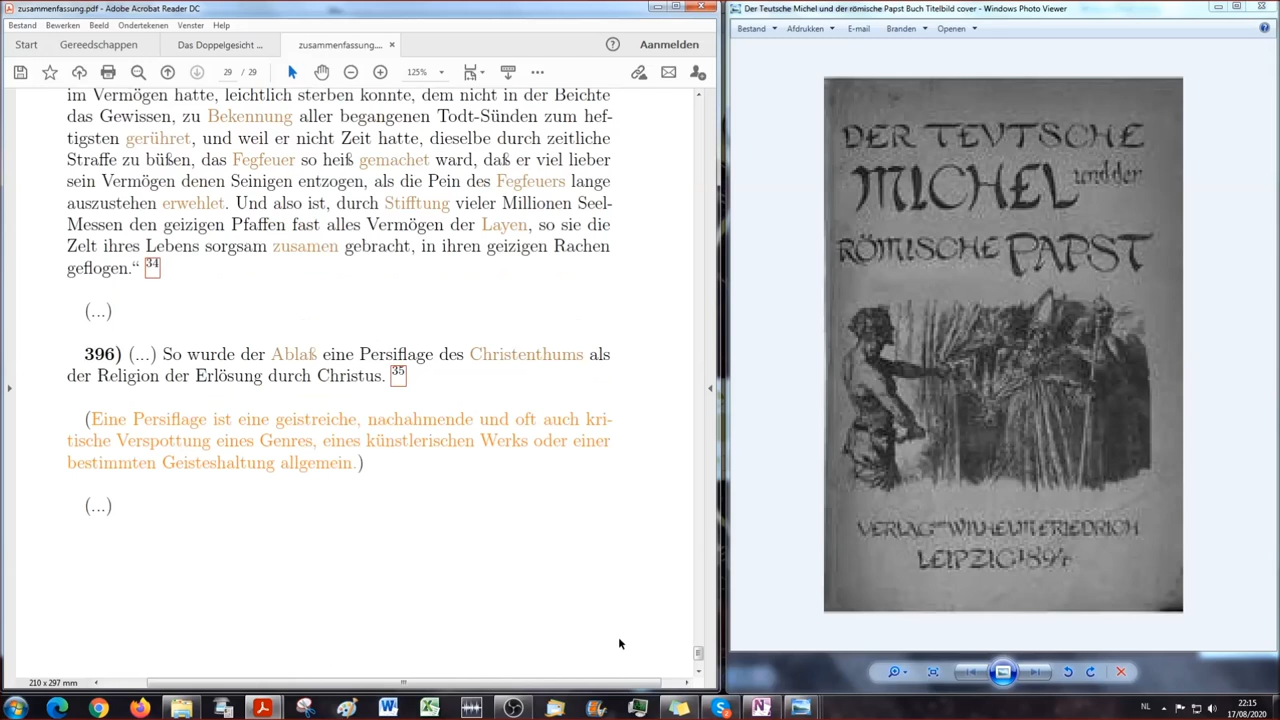 zusammenfassung.pdf - Adobe Acrobat Reader DC
Bestand Bewerken Beeld Ondertekenen Venster Help
Start Gereedschappen Das Doppelgesicht ... zusammenfassung.... × Aanmelden
29 / 29 125%
im Vermögen hatte, leichtlich sterben konnte, dem nicht in der Beichte
das Gewissen, zu Bekennung aller begangenen Todt-Sünden zum hef-
tigsten gerühret, und weil er nicht Zeit hatte, dieselbe durch zeitliche
Straffe zu büßen, das Fegfeuer so heiß gemachet ward, daß er viel lieber
sein Vermögen denen Seinigen entzogen, als die Pein des Fegfeuers lange
auszustehen erwehlet. Und also ist, durch Stifftung vieler Millionen Seel-
Messen den geizigen Pfaffen fast alles Vermögen der Layen, so sie die
Zelt ihres Lebens sorgsam zusamen gebracht, in ihren geizigen Rachen
geflogen.“ 34
(...)
396) (...) So wurde der Ablaß eine Persiflage des Christenthums als
der Religion der Erlösung durch Christus. 35
(Eine Persiflage ist eine geistreiche, nachahmende und oft auch kri-
tische Verspottung eines Genres, eines künstlerischen Werks oder einer
bestimmten Geisteshaltung allgemein.)
(...)
210 x 297 mm
Der Teutsche Michel und der römische Papst Buch Titelbild cover - Windows Photo Viewer
Bestand Afdrukken E-mail Branden Openen
DER TEVTSCHE
MICHEL und der
RÖMISCHE PAPST
VERLAG VON WILHELM FRIEDRICH
LEIPZIG 1894
NL 22:15
17/08/2020